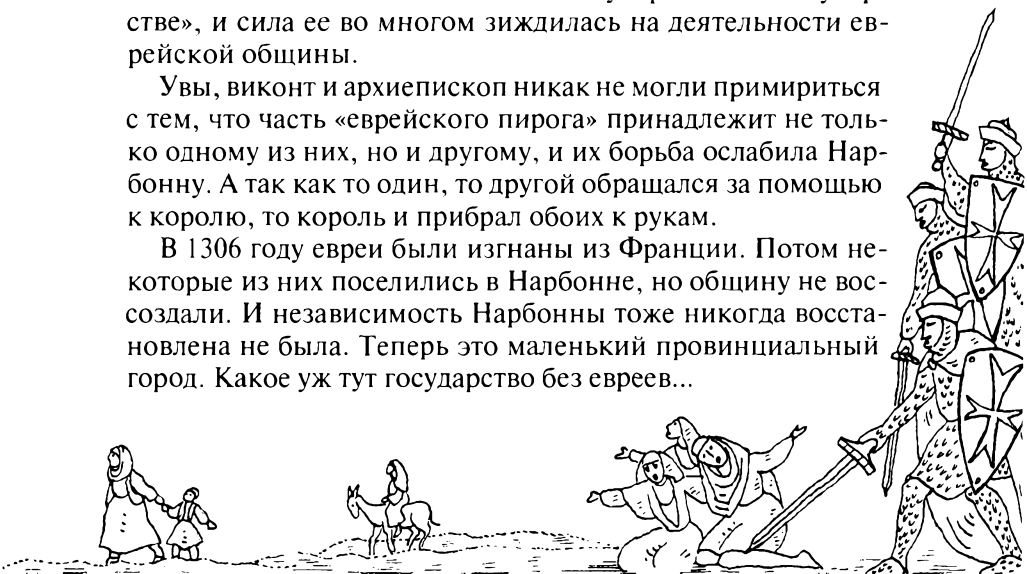 стве», и сила ее во многом зиждилась на деятельности ев-
рейской общины.
Увы, виконт и архиепископ никак не могли примириться
с тем, что часть «еврейского пирога» принадлежит не толь-
ко одному из них, но и другому, и их борьба ослабила Нар-
бонну. А так как то один, то другой обращался за помощью
к королю, то король и прибрал обоих к рукам.
В 1306 году евреи были изгнаны из Франции. Потом не-
которые из них поселились в Нарбонне, но общину не вос-
создали. И независимость Нарбонны тоже никогда восста-
новлена не была. Теперь это маленький провинциальный
город. Какое уж тут государство без евреев...